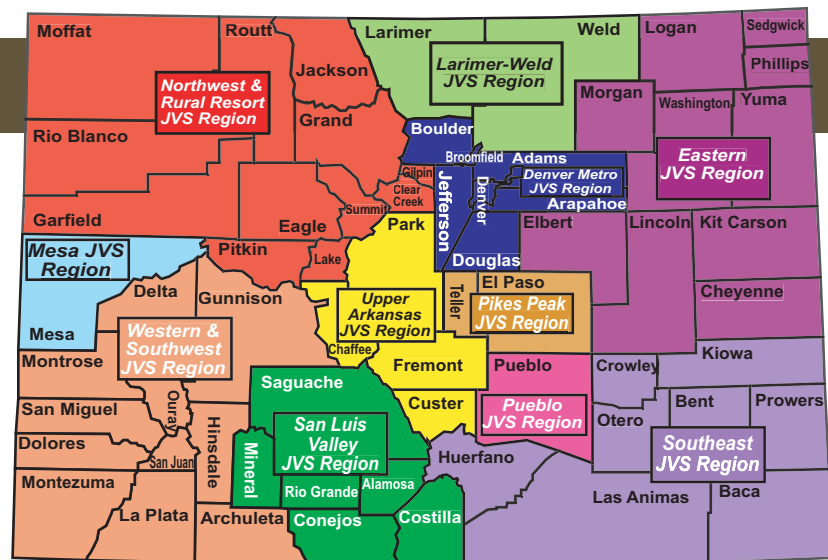 Moffat
Routt
Larimer
Weld
Logan
Sedgwick
Phillips
Jackson
Larimer-Weld
JVS Region
Northwest &
Rural Resort
JVS Region
Morgan
Washington
Yuma
Grand
Rio Blanco
Boulder
Broomfield
Adams
Eastern
JVS Region
Gilpin
Clear
Creek
Jefferson
Denver
Denver Metro
JVS Region
Arapahoe
Garfield
Eagle
Summit
Park
Elbert
Lincoln
Kit Carson
Mesa JVS
Region
Pitkin
Lake
Douglas
Delta
Gunnison
Teller
El Paso
Cheyenne
Upper
Arkansas
JVS Region
Pikes Peak
JVS Region
Mesa
Western &
Southwest
JVS Region
Chaffee
Kiowa
Montrose
Fremont
Pueblo
Crowley
Saguache
Ouray
Custer
Bent
Prowers
San Miguel
Pueblo
JVS Region
Otero
Hinsdale
San Luis
Valley
JVS Region
Dolores
Mineral
Southeast
JVS Region
San Juan
Huerfano
Montezuma
Rio Grande
Alamosa
Las Animas
Baca
La Plata
Archuleta
Conejos
Costilla